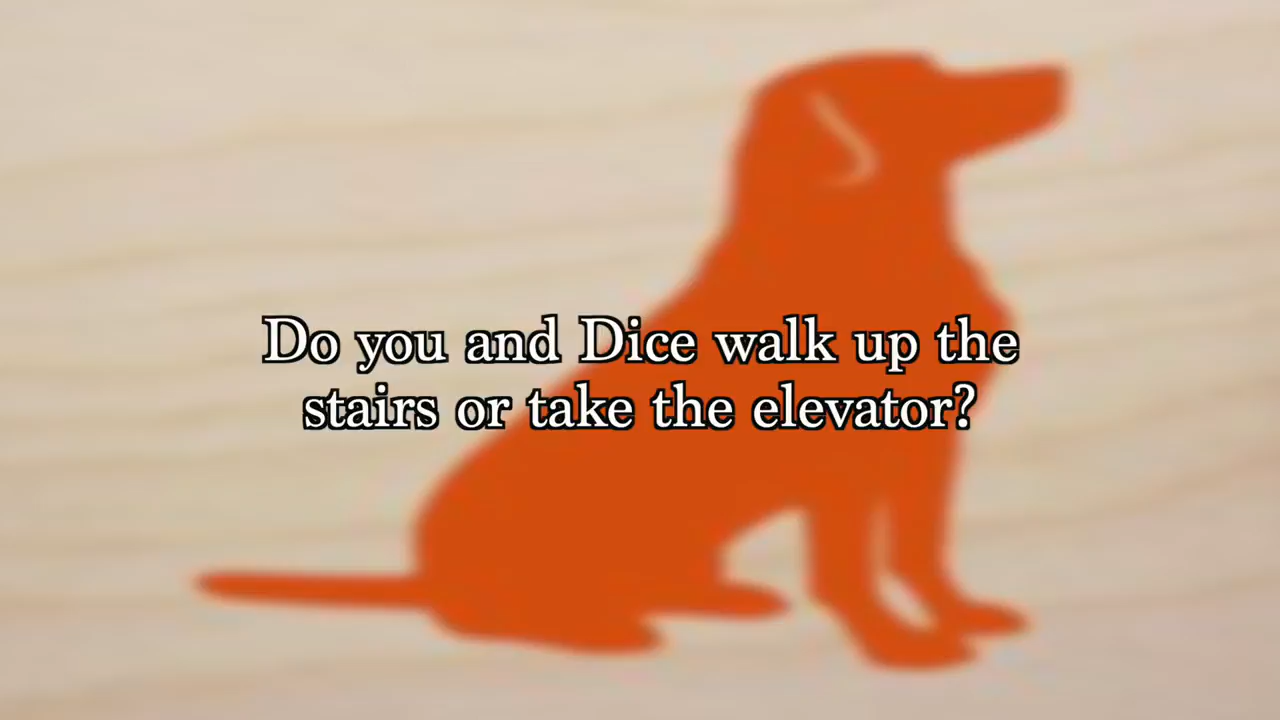 Do you and Dice walk up the
stairs or take the elevator?